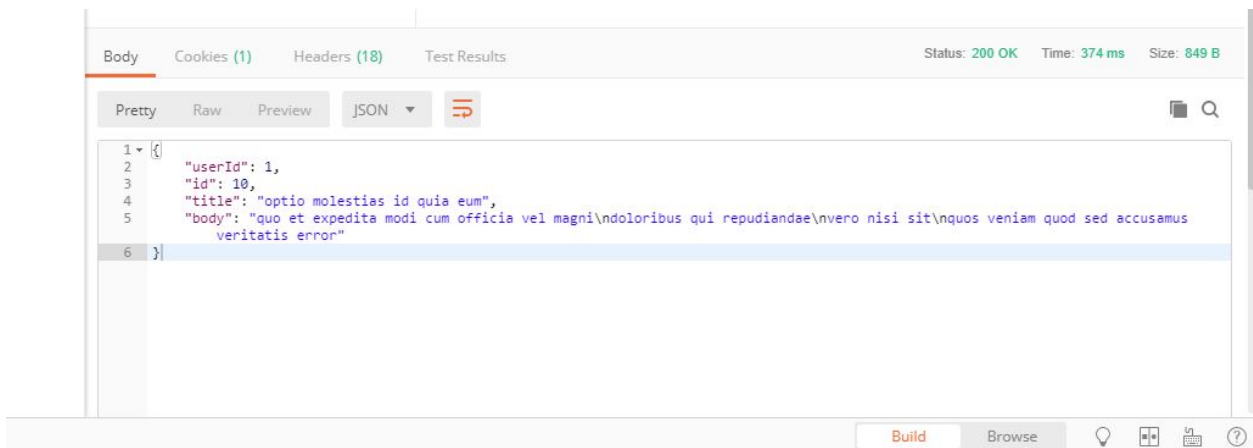 Body Cookies (1) Headers (18) Test Results Status: 200 OK Time: 374 ms Size: 849 B
Pretty Raw Preview JSON
1 {
2 "userId": 1,
3 "id": 10,
4 "title": "optio molestias id quia eum",
5 "body": "quo et expedita modi cum officia vel magni\ndoloribus qui repudiandae\nvero nisi sit\nquos veniam quod sed accusamus
veritatis error"
6 }
Build Browse